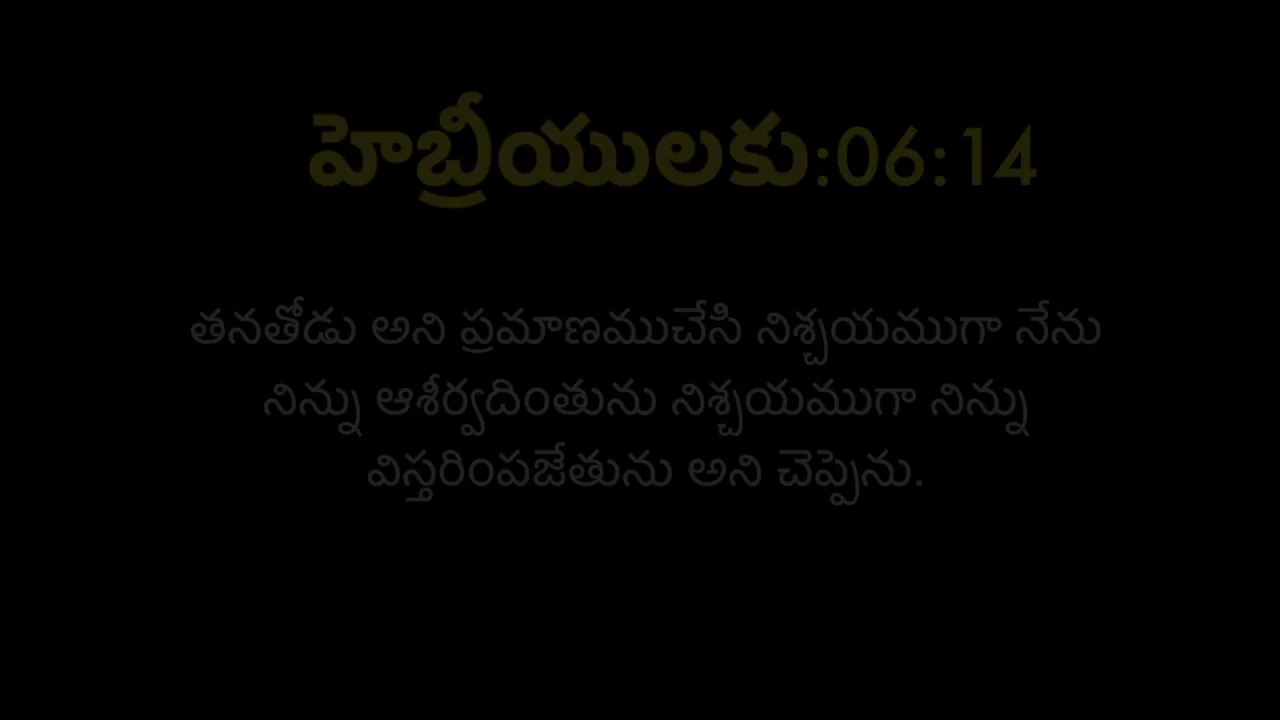 హెబ్రీయులకు:06:14
తనతోడు అని ప్రమాణముచేసి నిశ్చయముగా నేను
నిన్ను ఆశీర్వదింతును నిశ్చయముగా నిన్ను
విస్తరింపజేతును అని చెప్పెను.